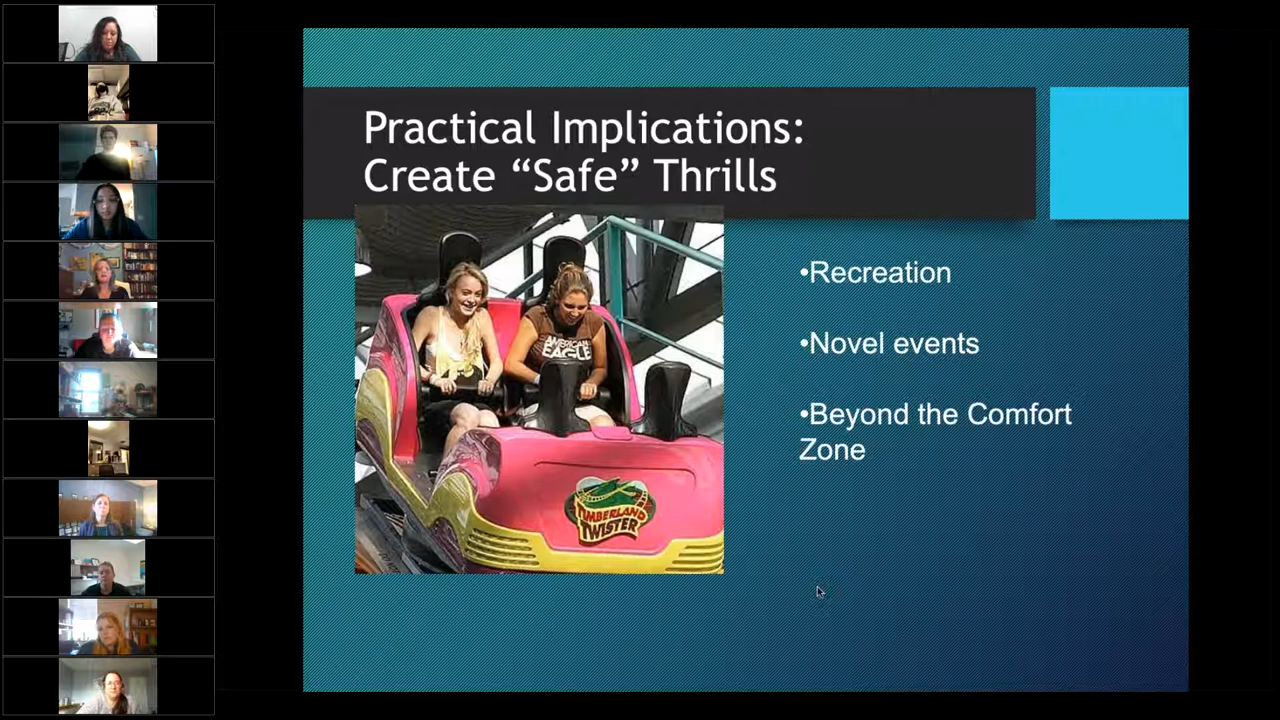 Practical Implications:
Create “Safe” Thrills
AMERICAN
EAGLE
TIMBERLAND
TWISTER
•Recreation
•Novel events
•Beyond the Comfort
Zone